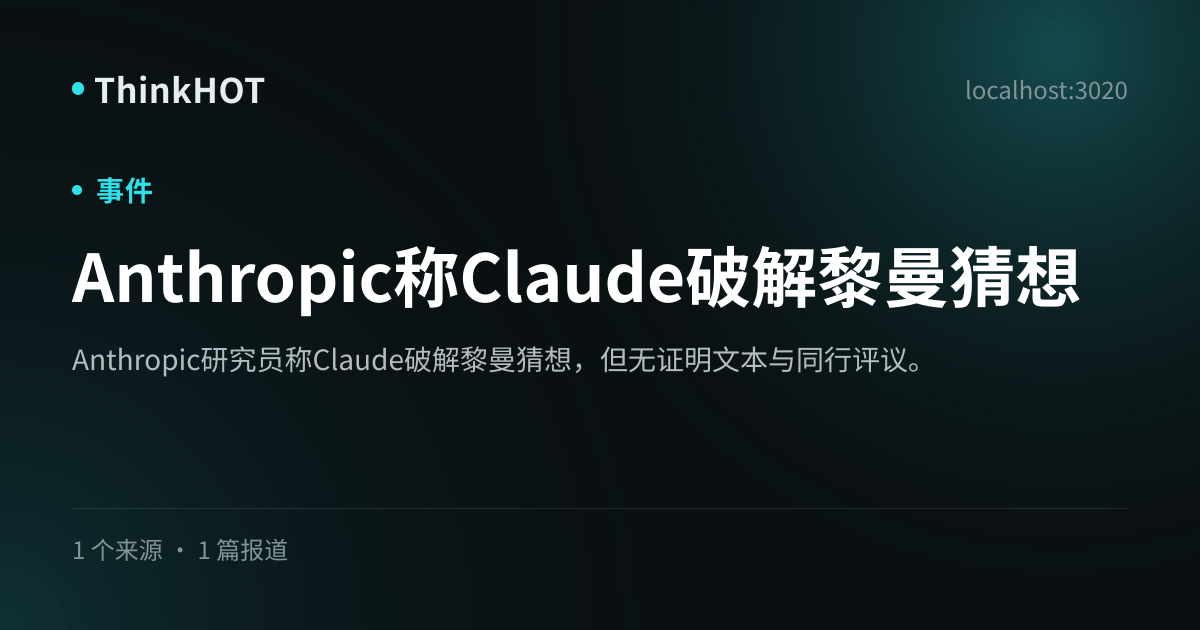 ThinkHOT
localhost:3020
事件
Anthropic称Claude破解黎曼猜想
Anthropic研究员称Claude破解黎曼猜想，但无证明文本与同行评议。
1 个来源 · 1 篇报道